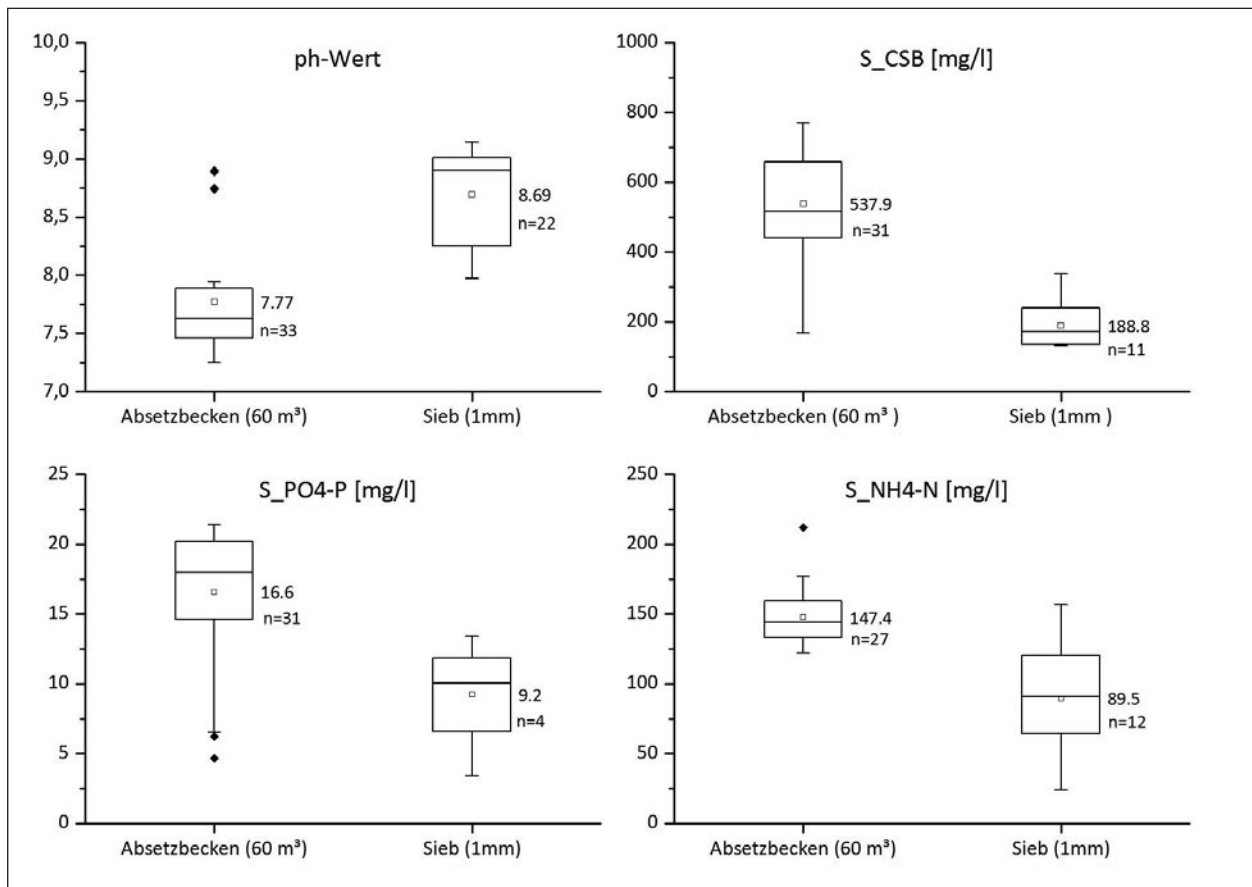 ph-Wert
10,0
9,5
9,0
8,5
8,0
7,5
7,0
7.77
n=33
8.69
n=22
Absetzbecken (60 m³)
Sieb (1mm)
S_CSB [mg/l]
1000
800
600
400
200
0
537.9
n=31
188.8
n=11
Absetzbecken (60 m³ )
Sieb (1mm )
S_PO4-P [mg/l]
25
20
15
10
5
0
16.6
n=31
9.2
n=4
Absetzbecken (60 m³)
Sieb (1mm)
S_NH4-N [mg/l]
250
200
150
100
50
0
147.4
n=27
89.5
n=12
Absetzbecken (60 m³)
Sieb (1mm)